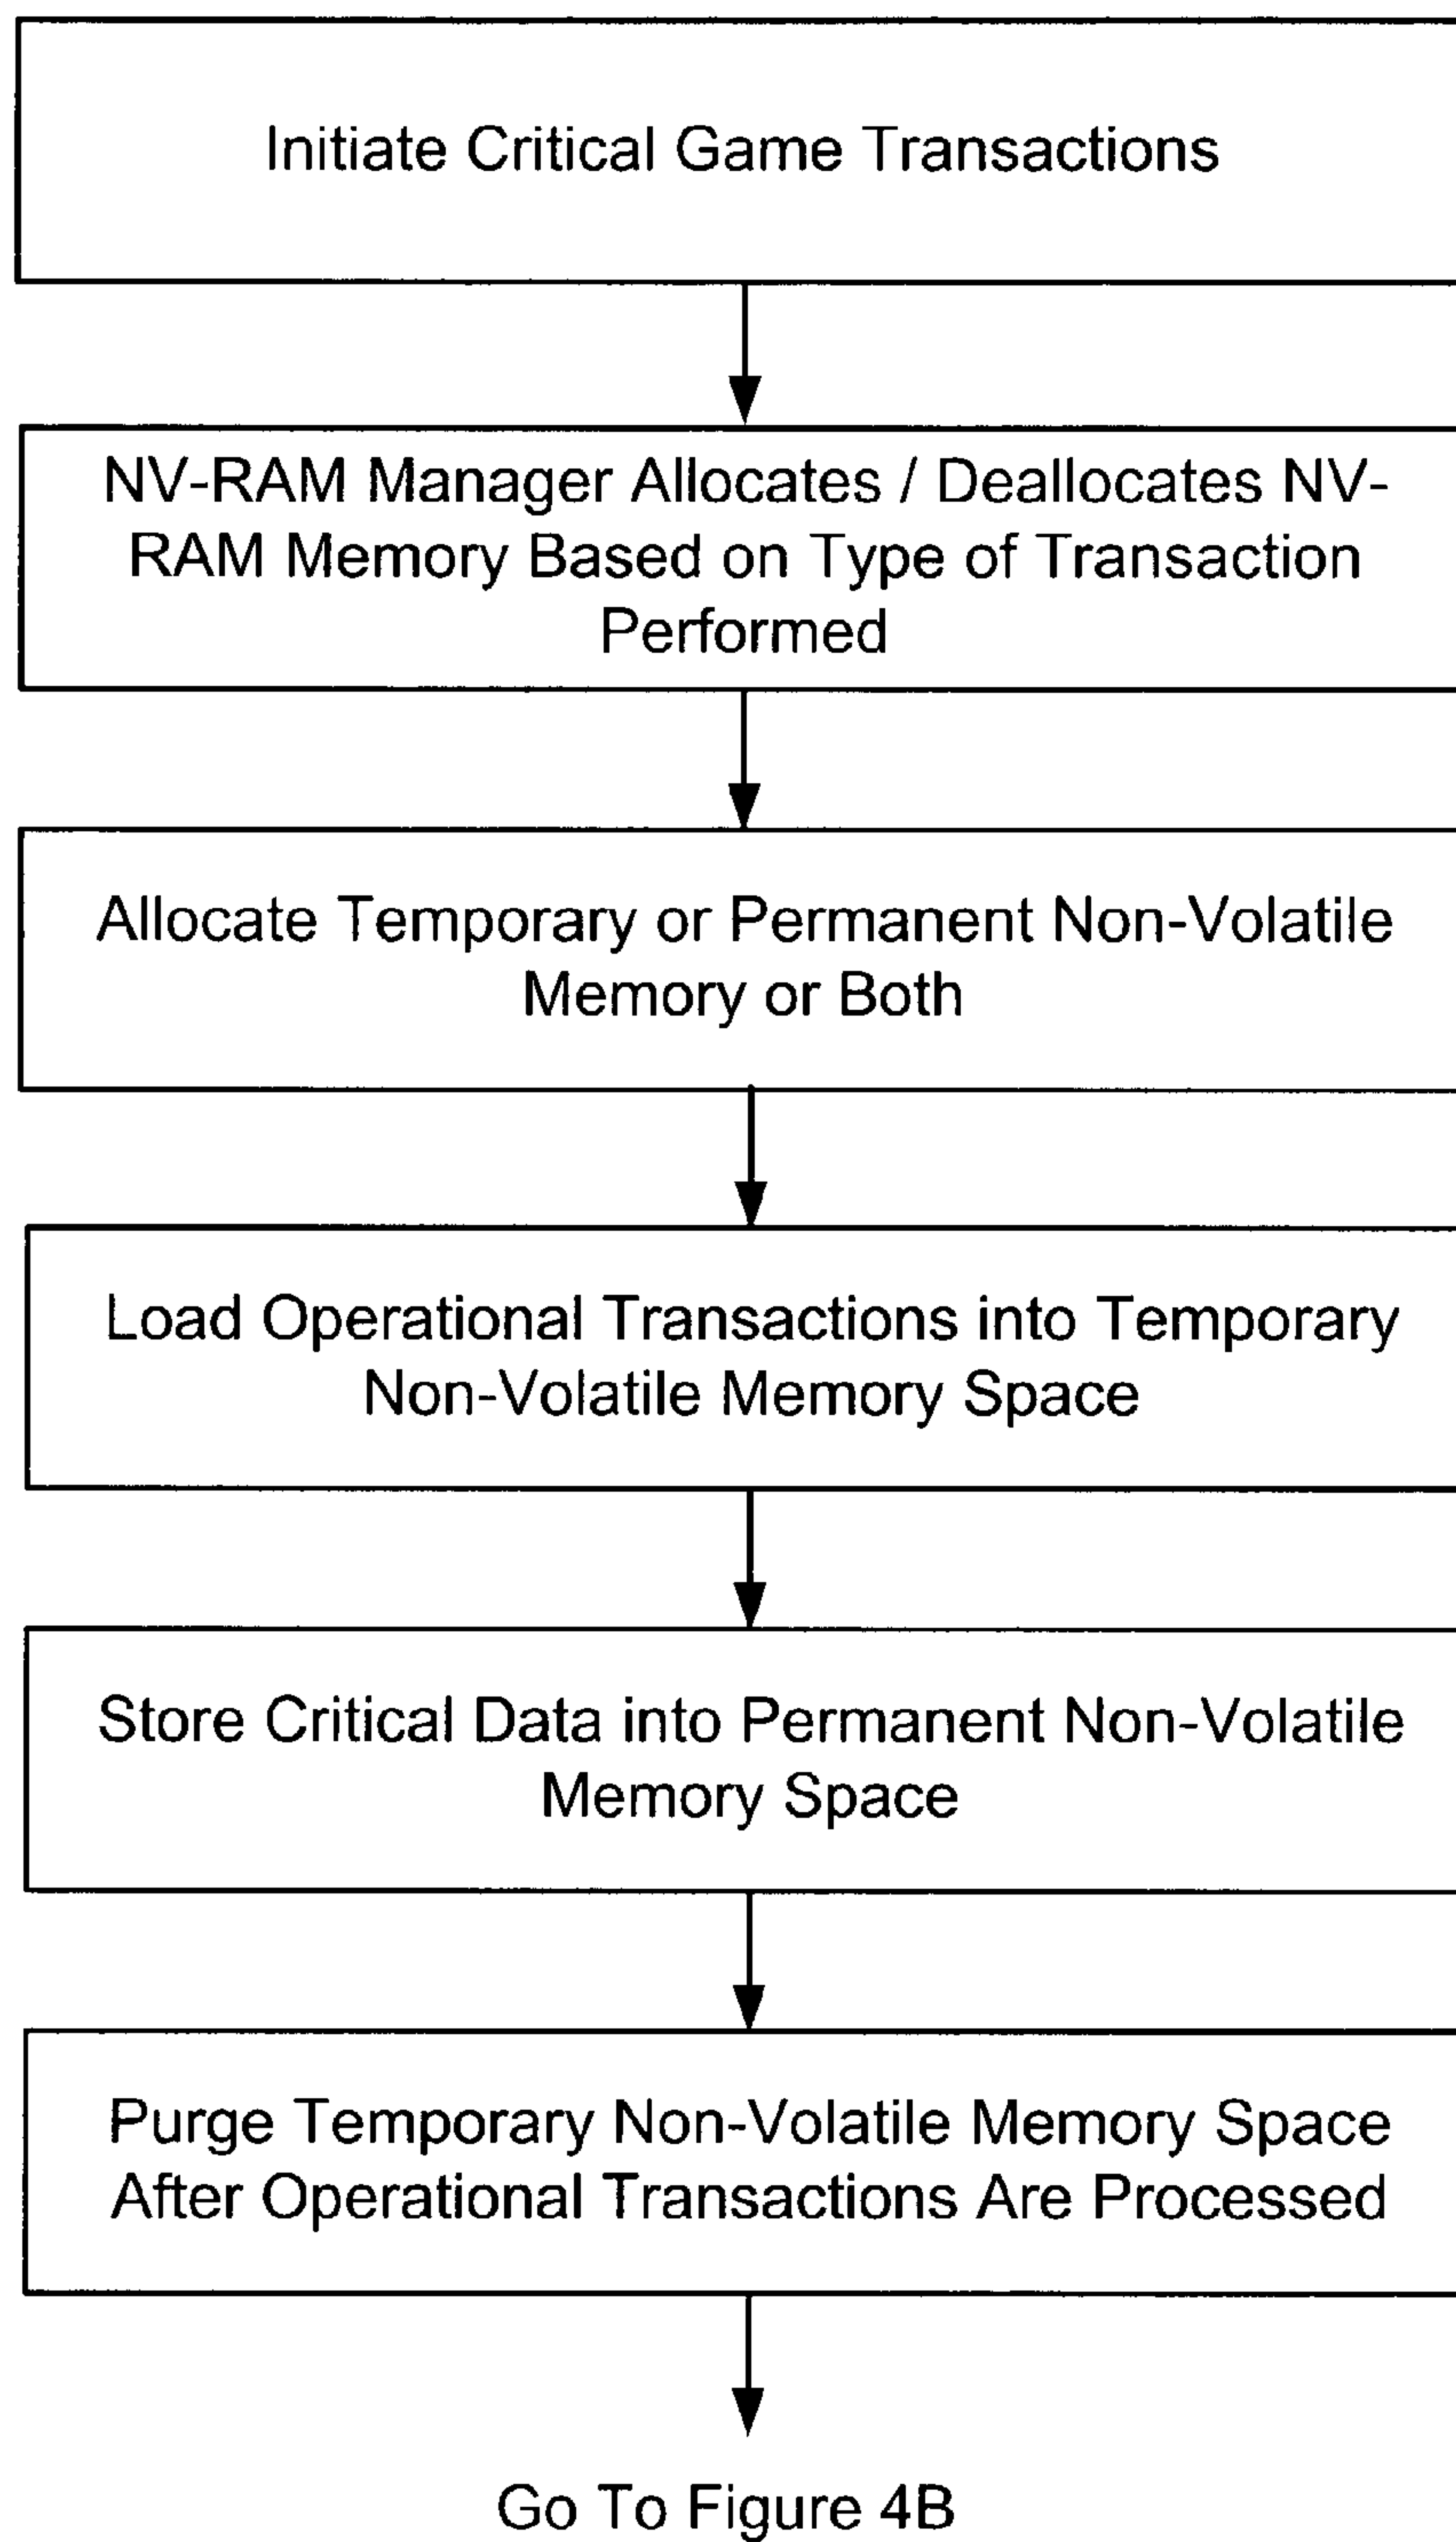 Initiate Critical Game Transactions
NV-RAM Manager Allocates / Deallocates NV-
RAM Memory Based on Type of Transaction
Performed
Allocate Temporary or Permanent Non-Volatile
Memory or Both
Load Operational Transactions into Temporary
Non-Volatile Memory Space
Store Critical Data into Permanent Non-Volatile
Memory Space
Purge Temporary Non-Volatile Memory Space
After Operational Transactions Are Processed
Go To Figure 4B